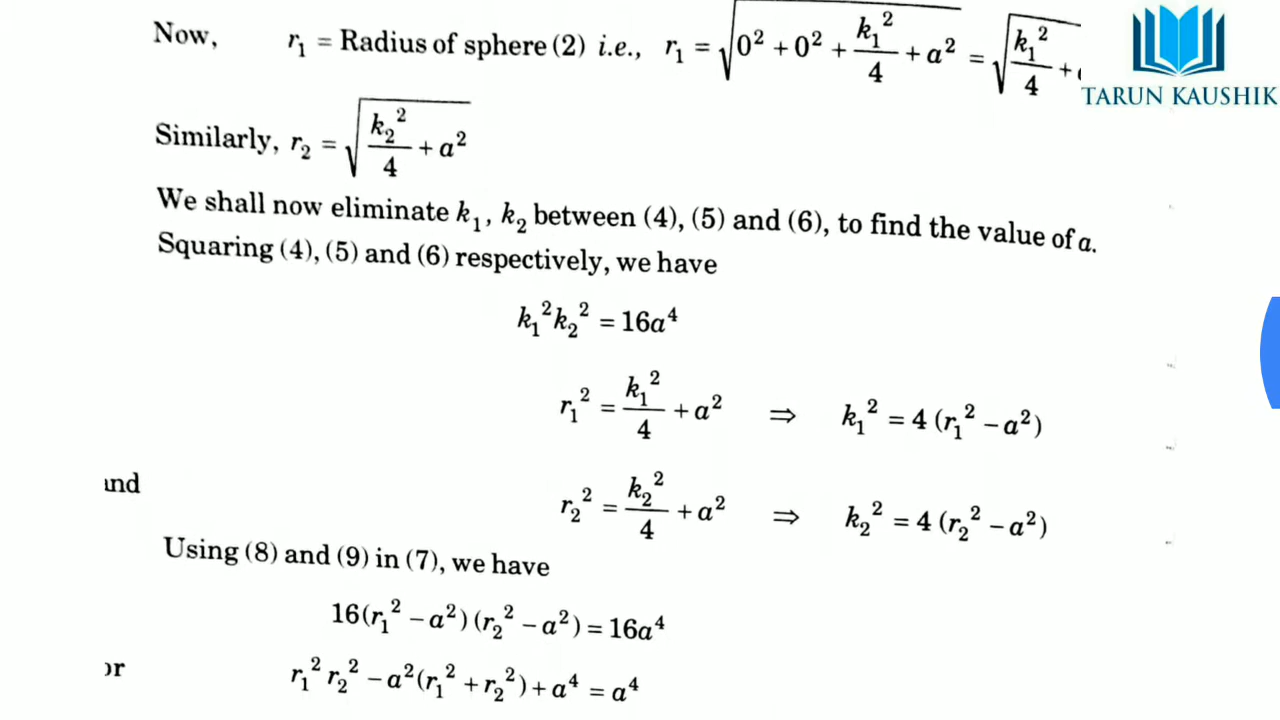 Now, r₁ = Radius of sphere (2) i.e., r₁ = √(0² + 0² + k₁²/4 + a²) = √(k₁²/4 +
TARUN KAUSHIK
Similarly, r₂ = √(k₂²/4 + a²)
We shall now eliminate k₁, k₂ between (4), (5) and (6), to find the value of a.
Squaring (4), (5) and (6) respectively, we have
k₁²k₂² = 16a⁴
r₁² = k₁²/4 + a² ⇒ k₁² = 4 (r₁² – a²)
r₂² = k₂²/4 + a² ⇒ k₂² = 4 (r₂² – a²)
Using (8) and (9) in (7), we have
16(r₁² – a²) (r₂² – a²) = 16a⁴
r₁² r₂² – a²(r₁² + r₂²) + a⁴ = a⁴